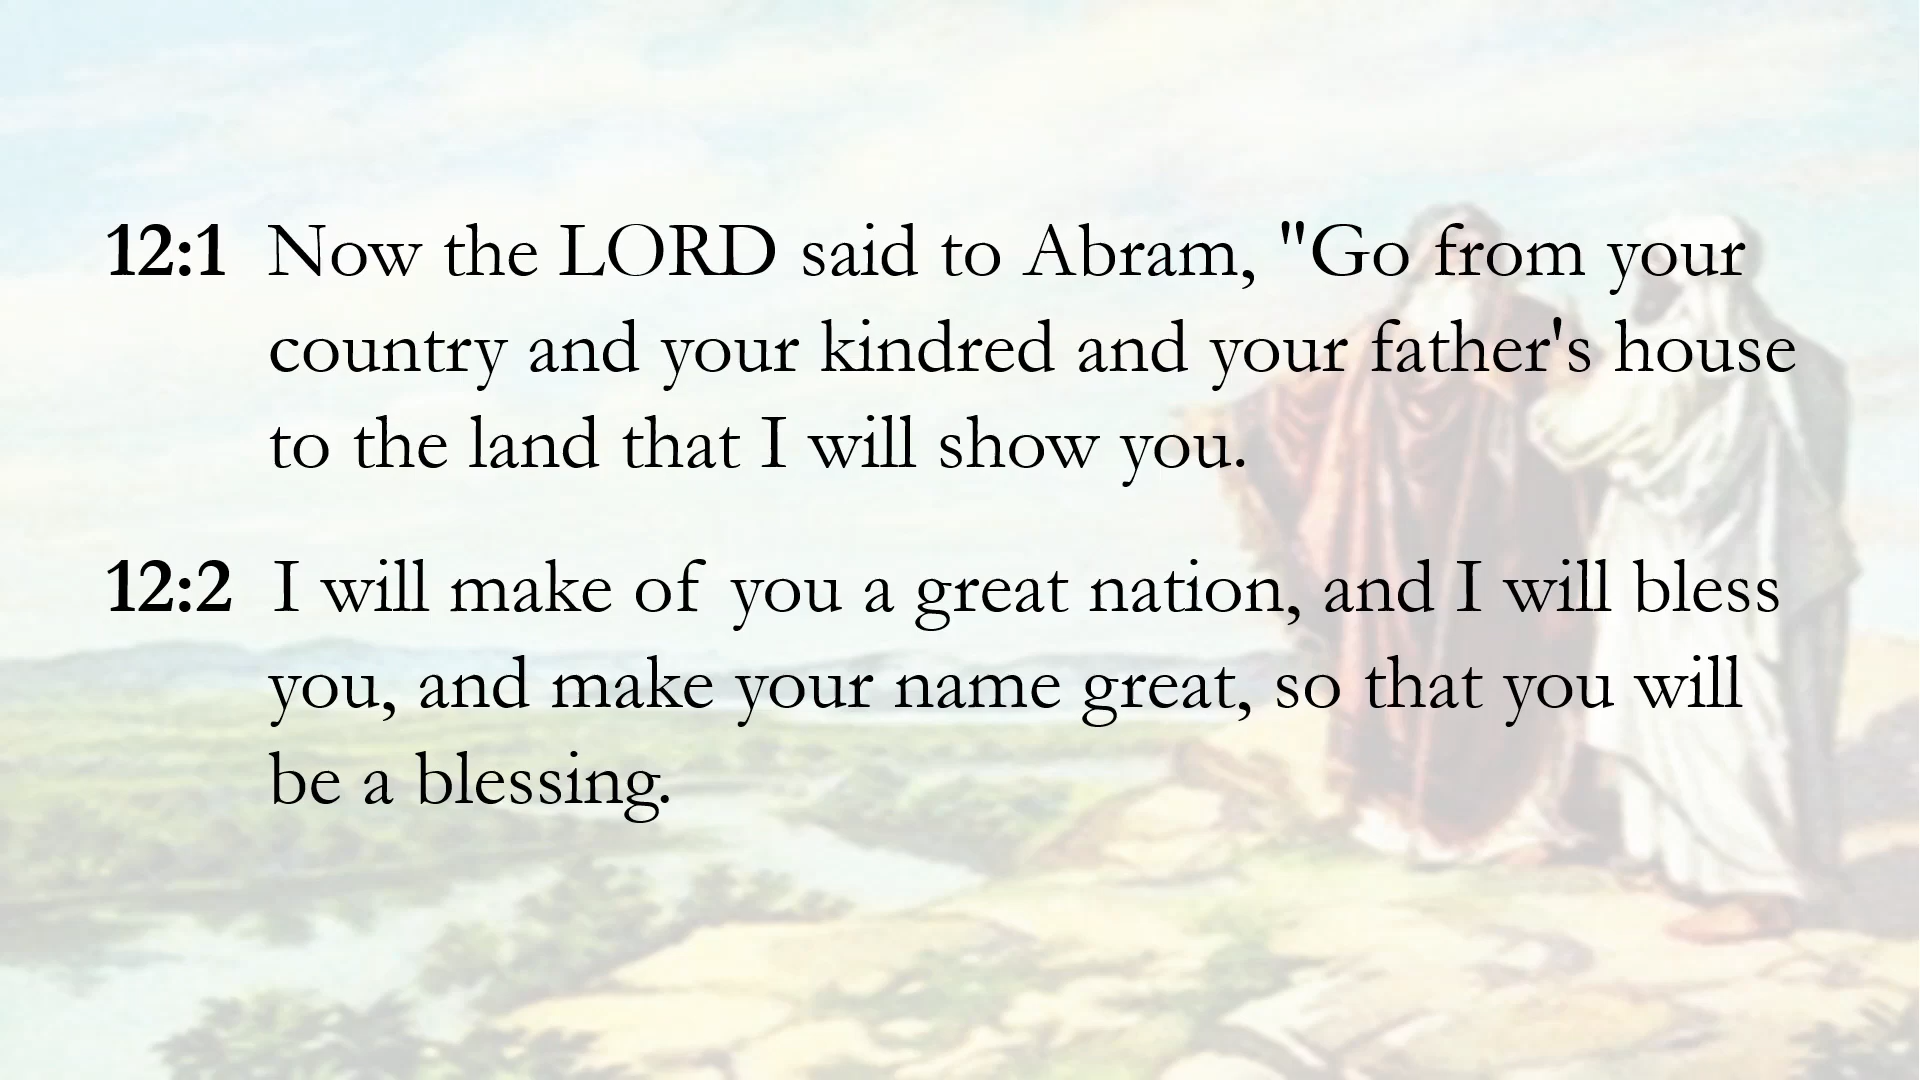 12:1 Now the LORD said to Abram, "Go from your
country and your kindred and your father's house
to the land that I will show you.
12:2 I will make of you a great nation, and I will bless
you, and make your name great, so that you will
be a blessing.